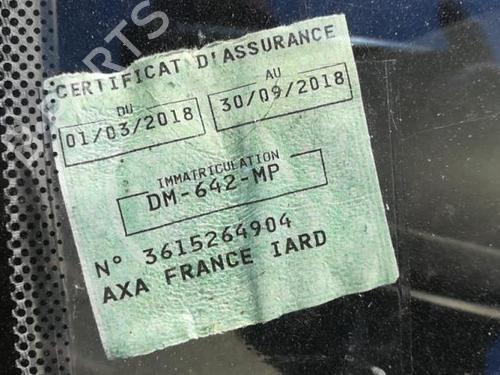 CERTIFICAT D'ASSURANCE
DU
01/03/2018
AU
30/09/2018
IMMATRICULATION
DM-642-MP
N° 3615264904
AXA FRANCE IARD